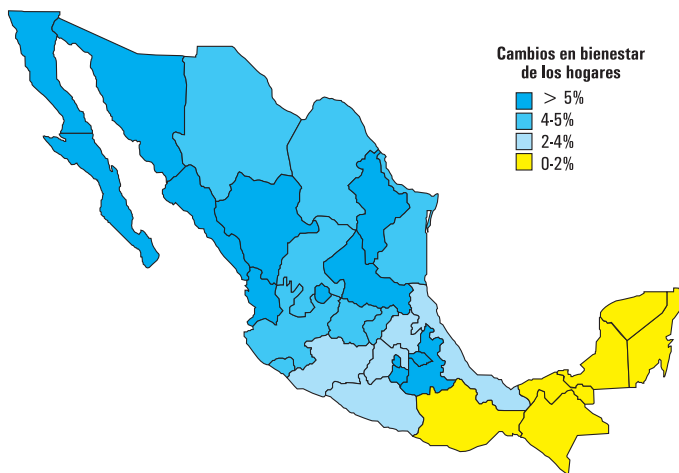 Cambios en bienestar
de los hogares
> 5%
4-5%
2-4%
0-2%